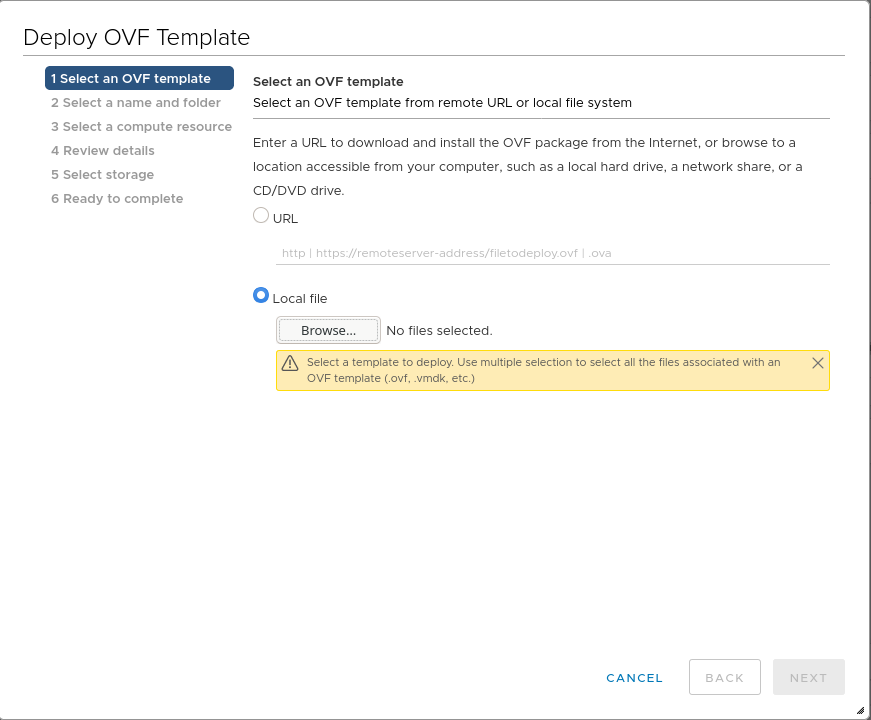 Deploy OVF Template
1 Select an OVF template
2 Select a name and folder
3 Select a compute resource
4 Review details
5 Select storage
6 Ready to complete
Select an OVF template
Select an OVF template from remote URL or local file system
Enter a URL to download and install the OVF package from the Internet, or browse to a
location accessible from your computer, such as a local hard drive, a network share, or a
CD/DVD drive.
URL
http | https://remoteserver-address/filetodeploy.ovf | .ova
Local file
Browse... No files selected.
Select a template to deploy. Use multiple selection to select all the files associated with an
OVF template (.ovf, .vmdk, etc.)
CANCEL BACK NEXT